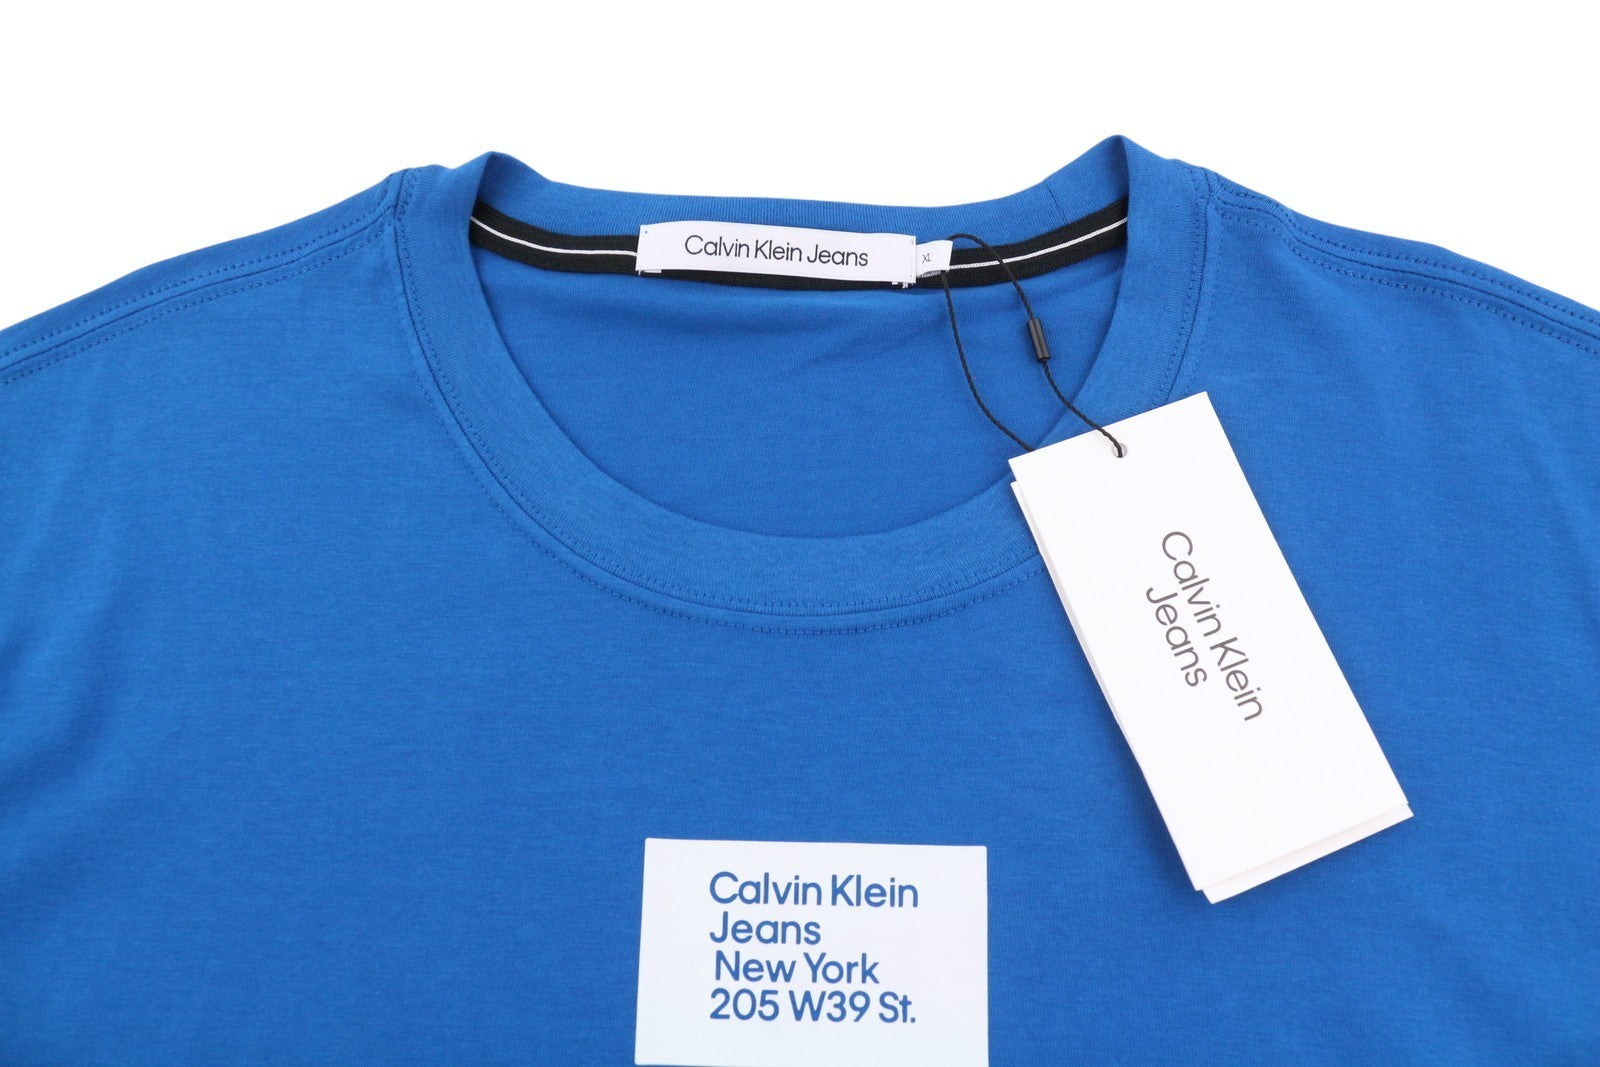 Calvin Klein Jeans
XL
Calvin Klein
Jeans
Calvin Klein
Jeans
New York
205 W39 St.